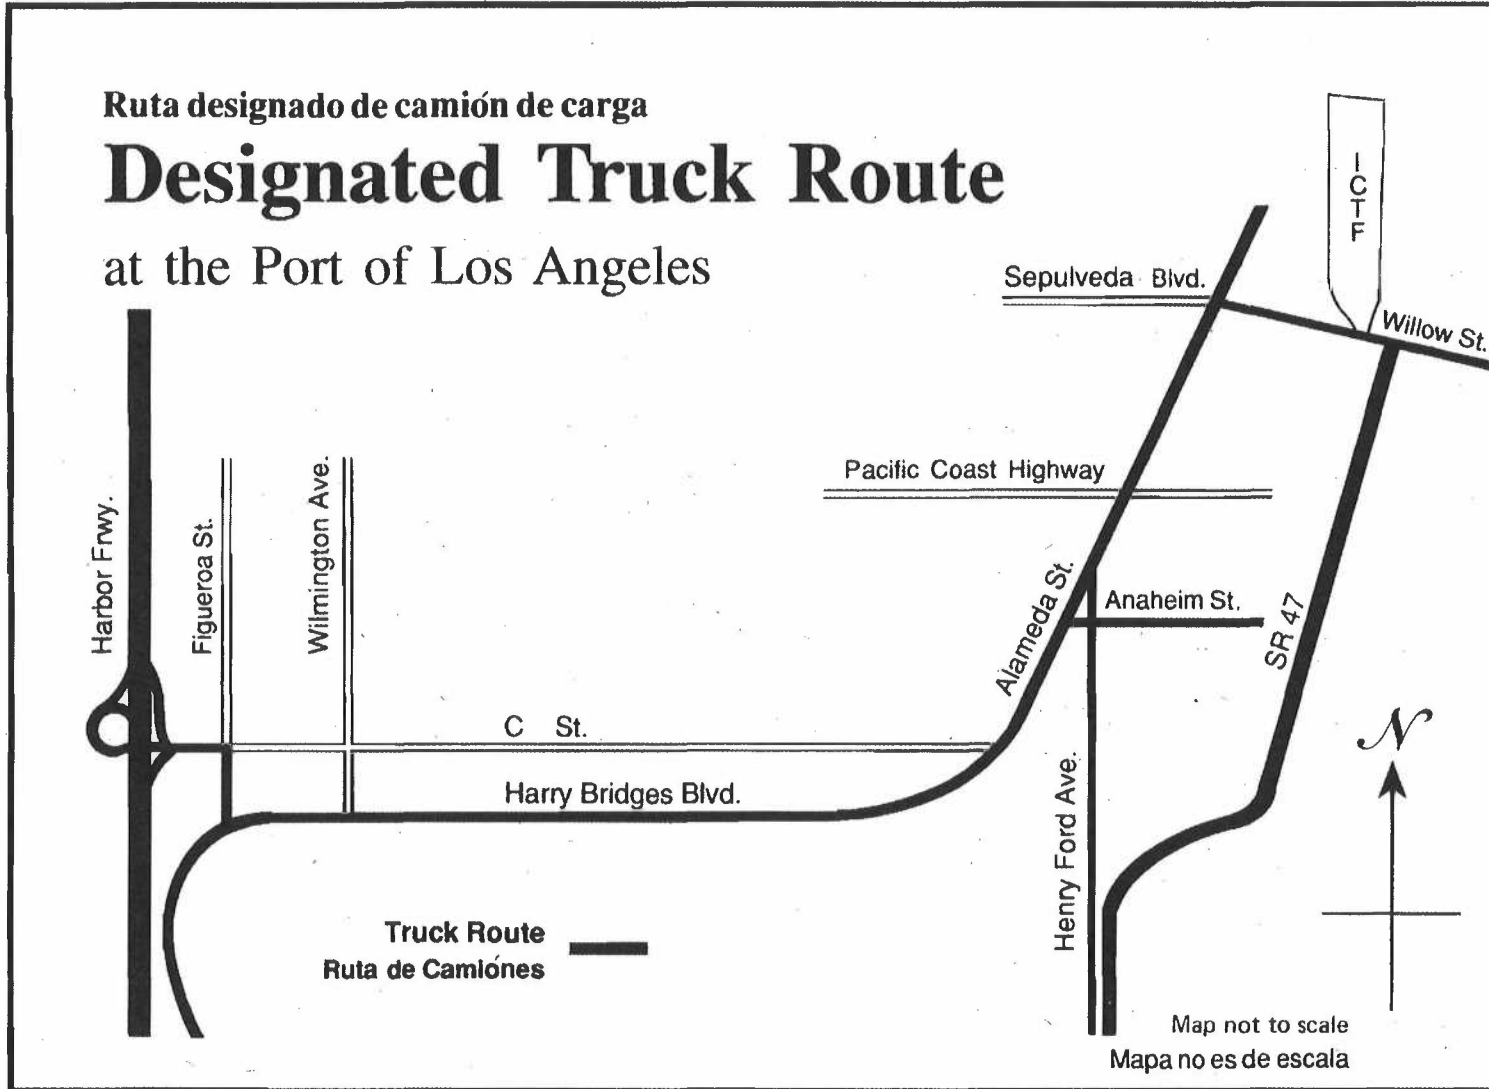 Ruta designado de camión de carga
Designated Truck Route
at the Port of Los Angeles
ICTF
Sepulveda Blvd.
Willow St.
Pacific Coast Highway
Harbor Frwy.
Figueroa St.
Wilmington Ave.
Alameda St.
Anaheim St.
SR 47
C St.
Harry Bridges Blvd.
Henry Ford Ave.
N
Truck Route
Ruta de Camiónes
Map not to scale
Mapa no es de escala